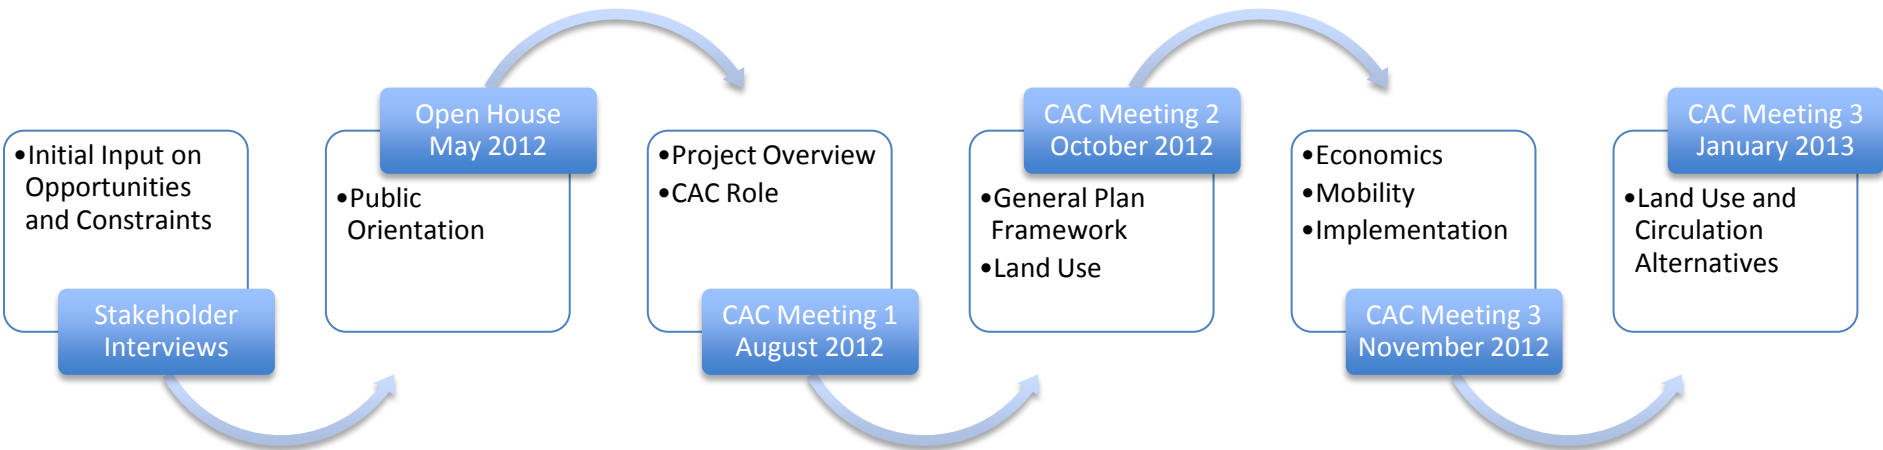 •Initial Input on
Opportunities
and Constraints
Stakeholder
Interviews
Open House
May 2012
•Public
Orientation
•Project Overview
•CAC Role
CAC Meeting 1
August 2012
CAC Meeting 2
October 2012
•General Plan
Framework
•Land Use
•Economics
•Mobility
•Implementation
CAC Meeting 3
November 2012
CAC Meeting 3
January 2013
•Land Use and
Circulation
Alternatives